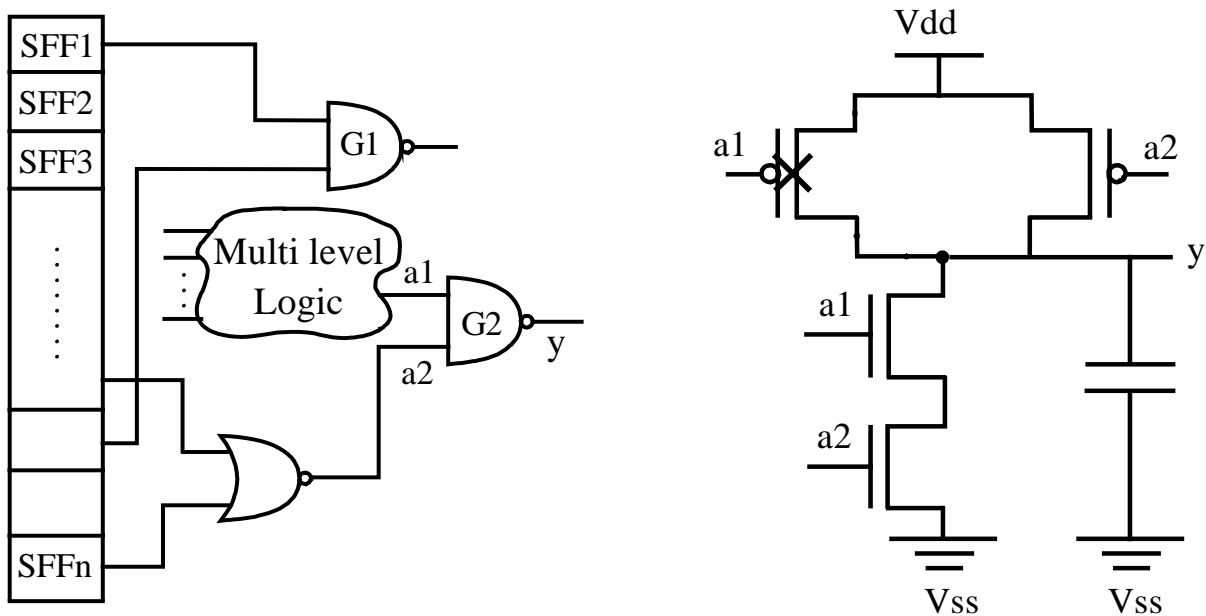 SFF1
SFF2
SFF3
SFFn
G1
Multi level
Logic
a1
a2
G2
y
Vdd
a1
a2
y
a1
a2
Vss
Vss